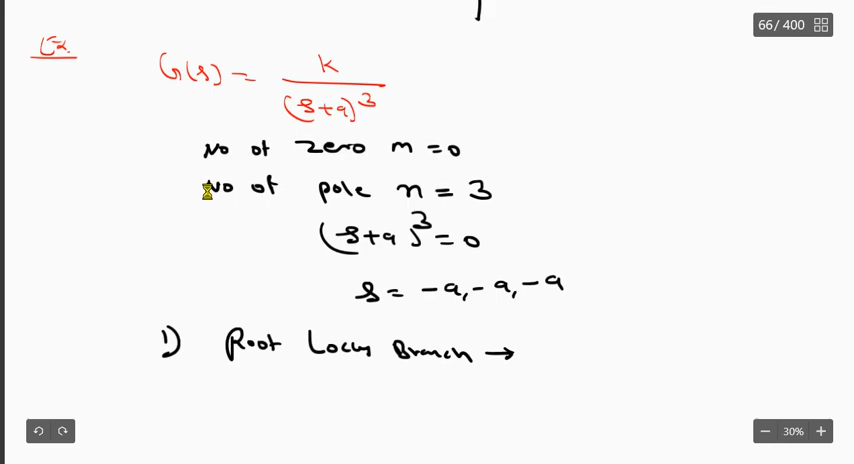 66 / 400
Ex.
G(s) = k / (s+a)^3
No of zero m = 0
No of pole n = 3
(s+a)^3 = 0
s = -a, -a, -a
1) Root Locus Branch →
30%